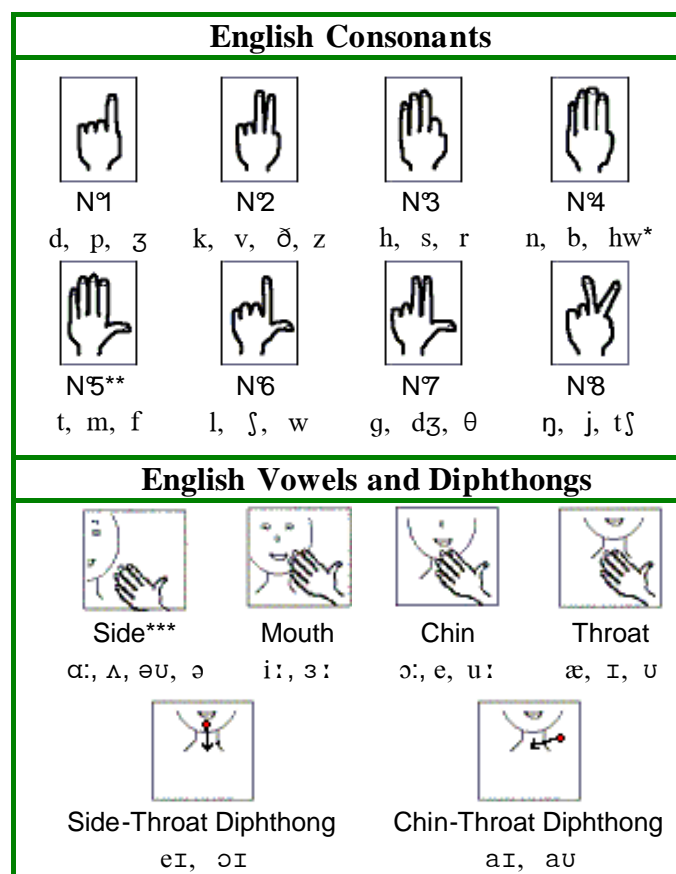 English Consonants
N°1 N°2 N°3 N°4
d, p, ʒ k, v, ð, z h, s, r n, b, hw*
N°5** N°6 N°7 N°8
t, m, f l, ʃ, w g, dʒ, θ ŋ, j, tʃ
English Vowels and Diphthongs
Side*** Mouth Chin Throat
ɑː, ʌ, əʊ, ə iː, ɜː ɔː, e, uː æ, ɪ, ʊ
Side-Throat Diphthong Chin-Throat Diphthong
eɪ, ɔɪ aɪ, aʊ